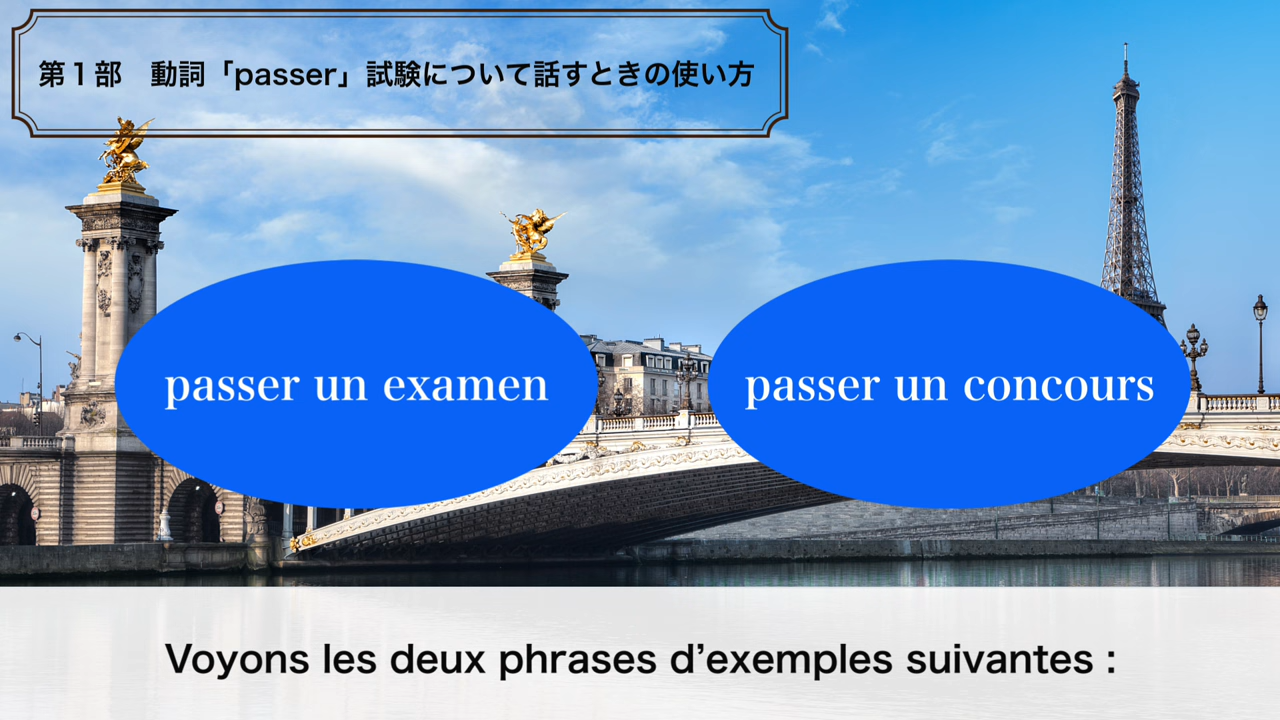 第１部　動詞「passer」試験について話すときの使い方
passer un examen
passer un concours
Voyons les deux phrases d’exemples suivantes :